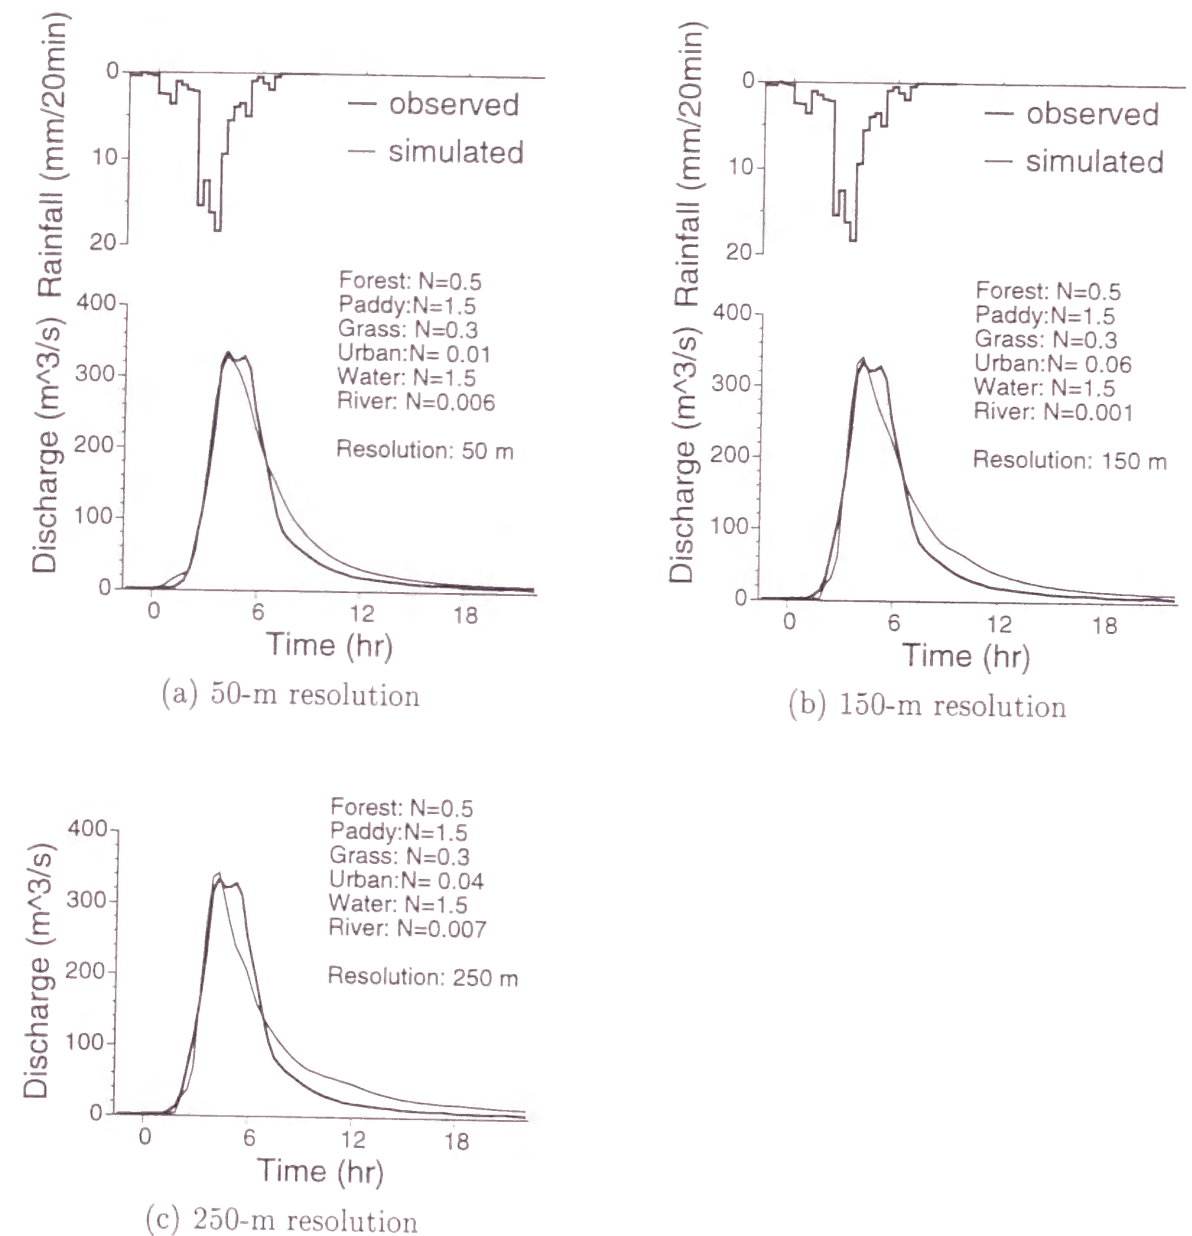 Rainfall (mm/20min)
0
10
20
observed
simulated
Discharge (m^3/s)
400
300
200
100
0
Forest: N=0.5
Paddy:N=1.5
Grass: N=0.3
Urban:N= 0.01
Water: N=1.5
River: N=0.006
Resolution: 50 m
0 6 12 18
Time (hr)
(a) 50-m resolution
Rainfall (mm/20min)
0
10
20
observed
simulated
Discharge (m^3/s)
400
300
200
100
0
Forest: N=0.5
Paddy:N=1.5
Grass: N=0.3
Urban:N= 0.06
Water: N=1.5
River: N=0.001
Resolution: 150 m
0 6 12 18
Time (hr)
(b) 150-m resolution
Discharge (m^3/s)
400
300
200
100
0
Forest: N=0.5
Paddy:N=1.5
Grass: N=0.3
Urban:N= 0.04
Water: N=1.5
River: N=0.007
Resolution: 250 m
0 6 12 18
Time (hr)
(c) 250-m resolution